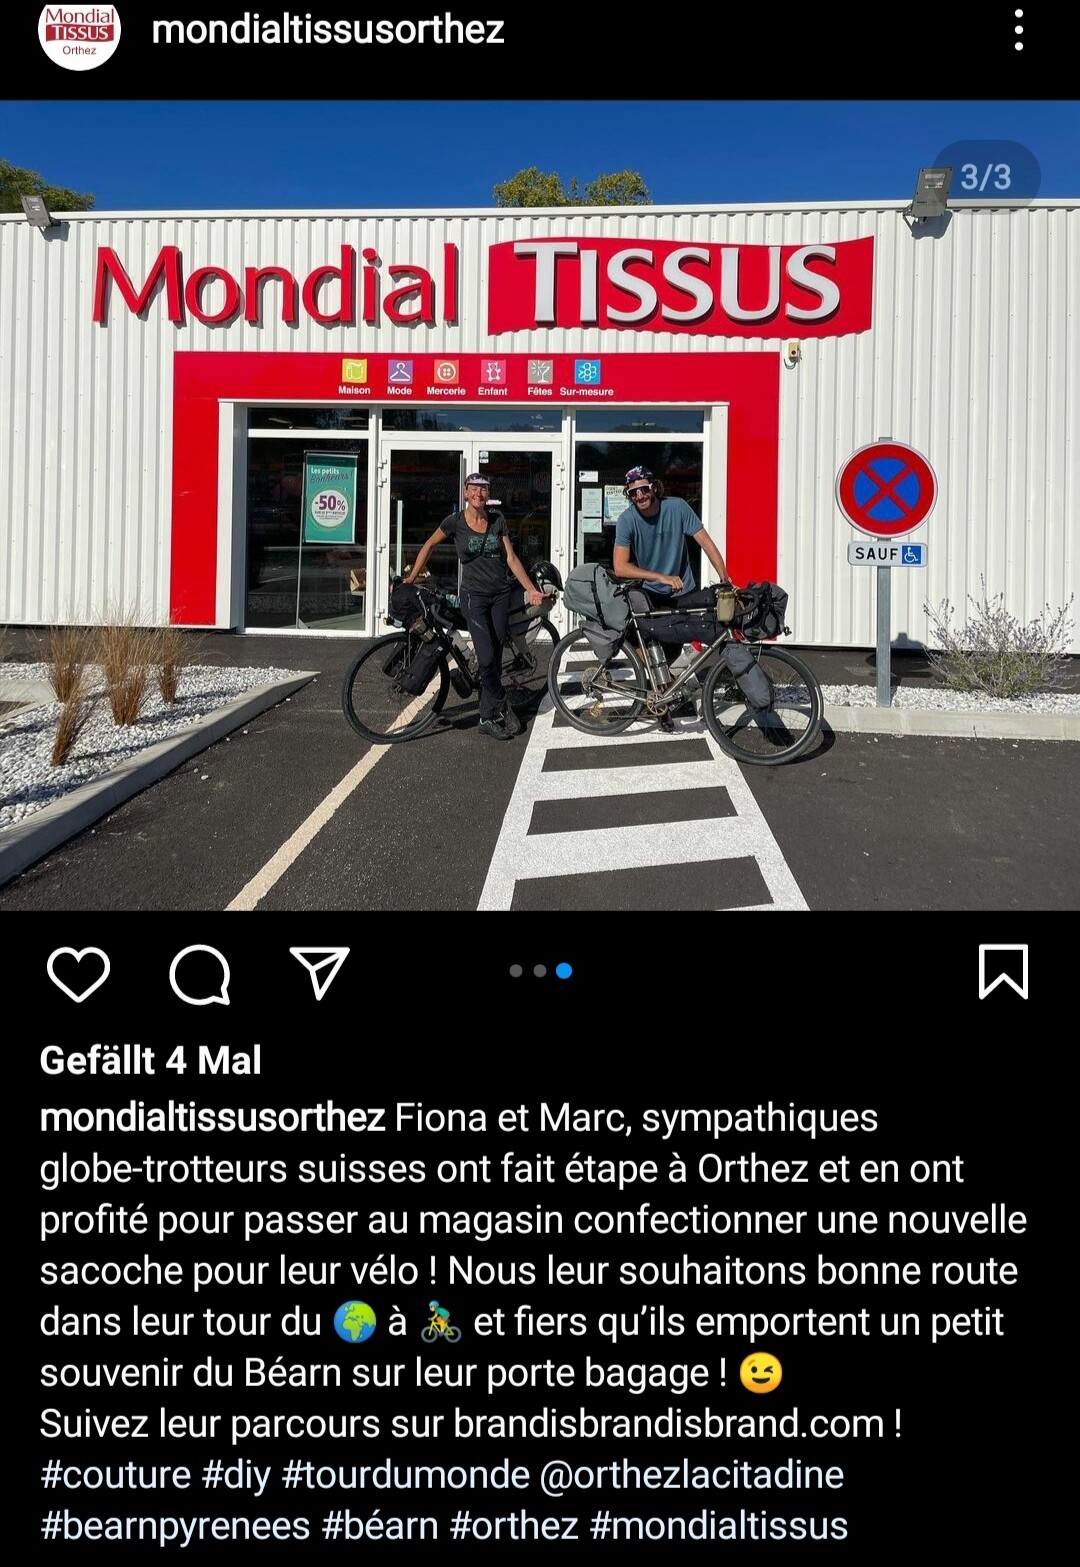 Mondial
TISSUS
Orthez
mondialtissusorthez
3/3
Mondial TISSUS
Maison Mode Mercerie Enfant Fêtes Sur-mesure
Les petits
Bonheurs!
-50%
SAUF
Gefällt 4 Mal
mondialtissusorthez Fiona et Marc, sympathiques
globe-trotteurs suisses ont fait étape à Orthez et en ont
profité pour passer au magasin confectionner une nouvelle
sacoche pour leur vélo ! Nous leur souhaitons bonne route
dans leur tour du 🌍 à 🚴 et fiers qu’ils emportent un petit
souvenir du Béarn sur leur porte bagage ! 😉
Suivez leur parcours sur brandisbrandisbrand.com !
#couture #diy #tourdumonde @orthezlacitadine
#bearnpyrenees #béarn #orthez #mondialtissus